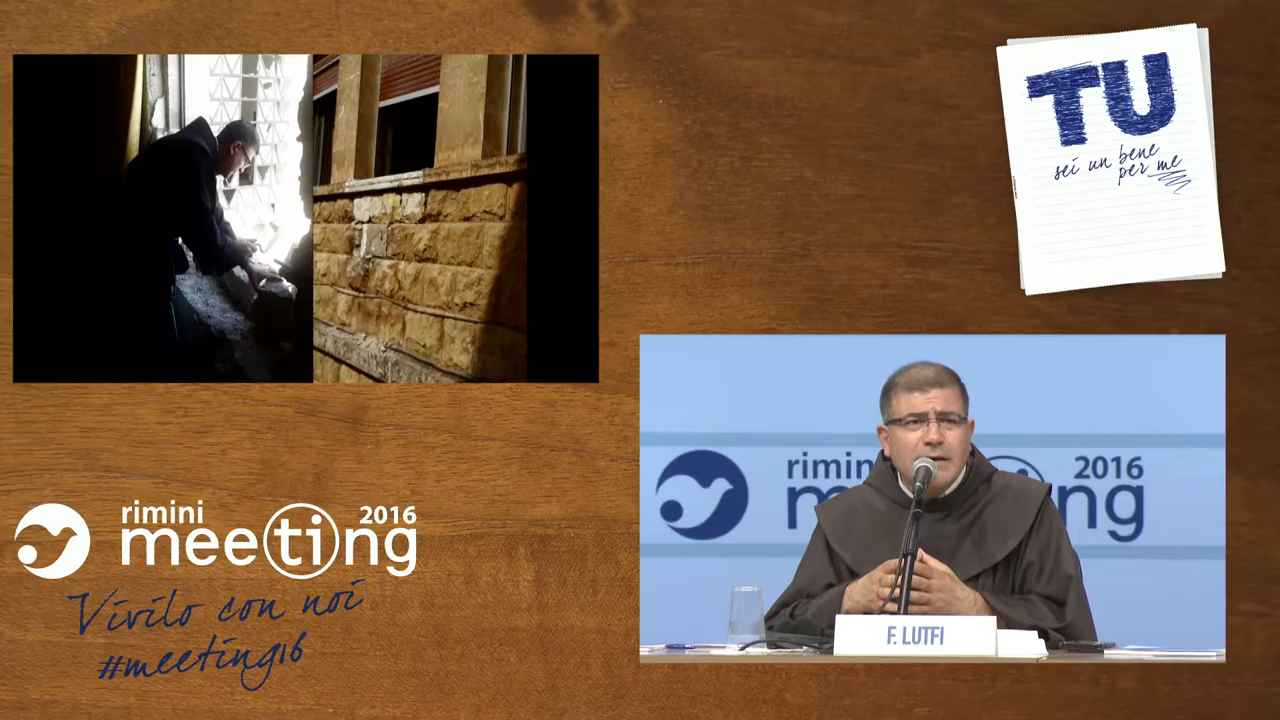 TU
sei un bene
per me
rimini 2016
meeting
F. LUTFI
rimini
2016
meeting
Vivilo con noi
#meeting16